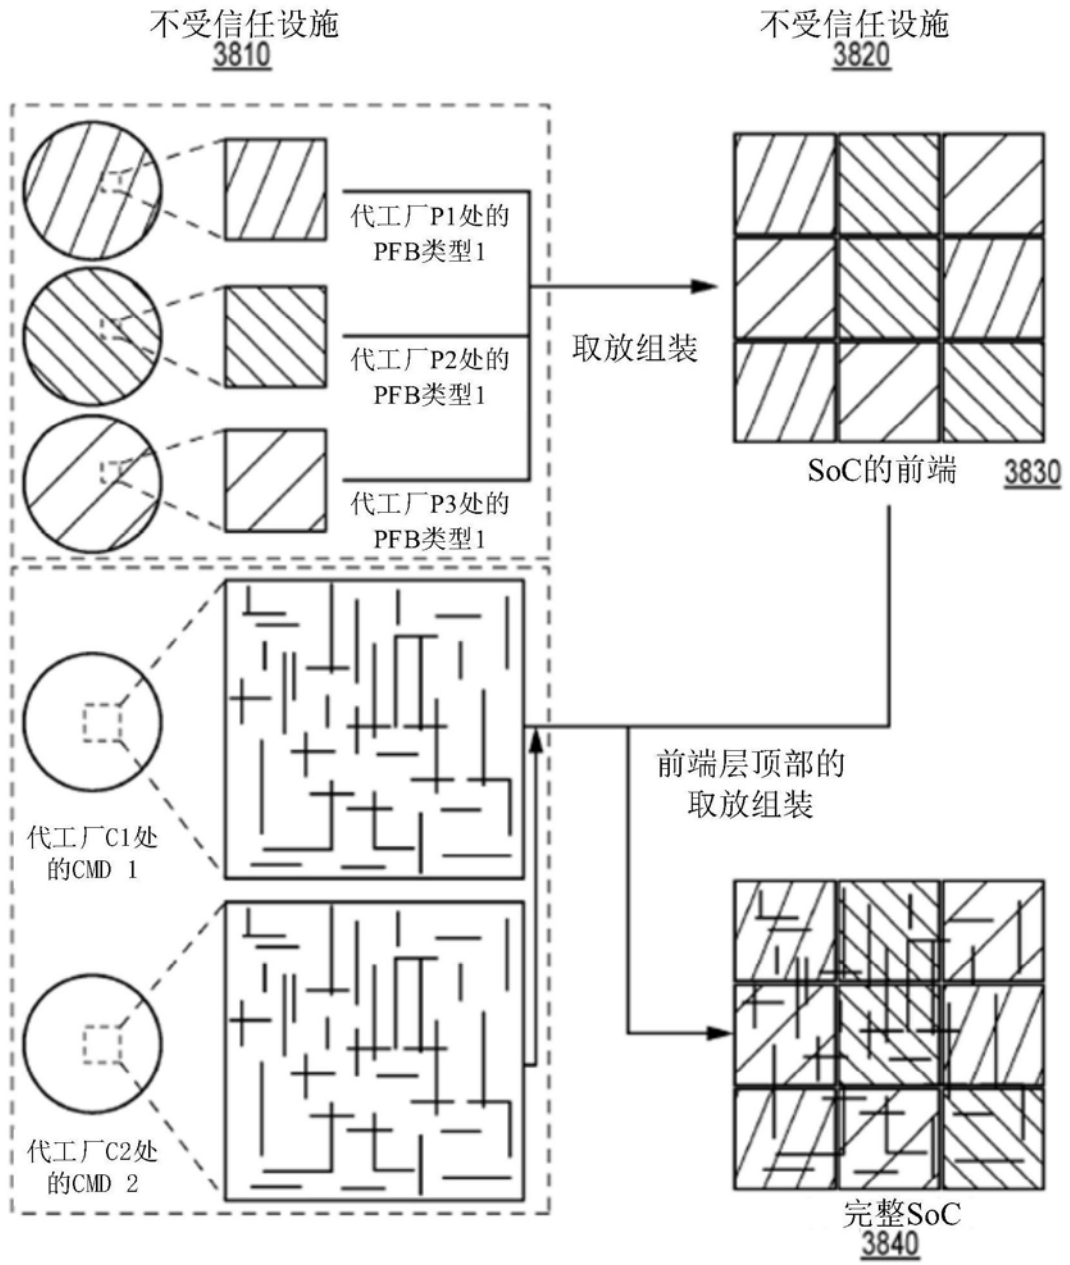 不受信任设施
3810
不受信任设施
3820
代工厂P1处的
PFB类型1
代工厂P2处的
PFB类型1
代工厂P3处的
PFB类型1
取放组装
SoC的前端
3830
代工厂C1处
的CMD 1
前端层顶部的
取放组装
代工厂C2处
的CMD 2
完整SoC
3840